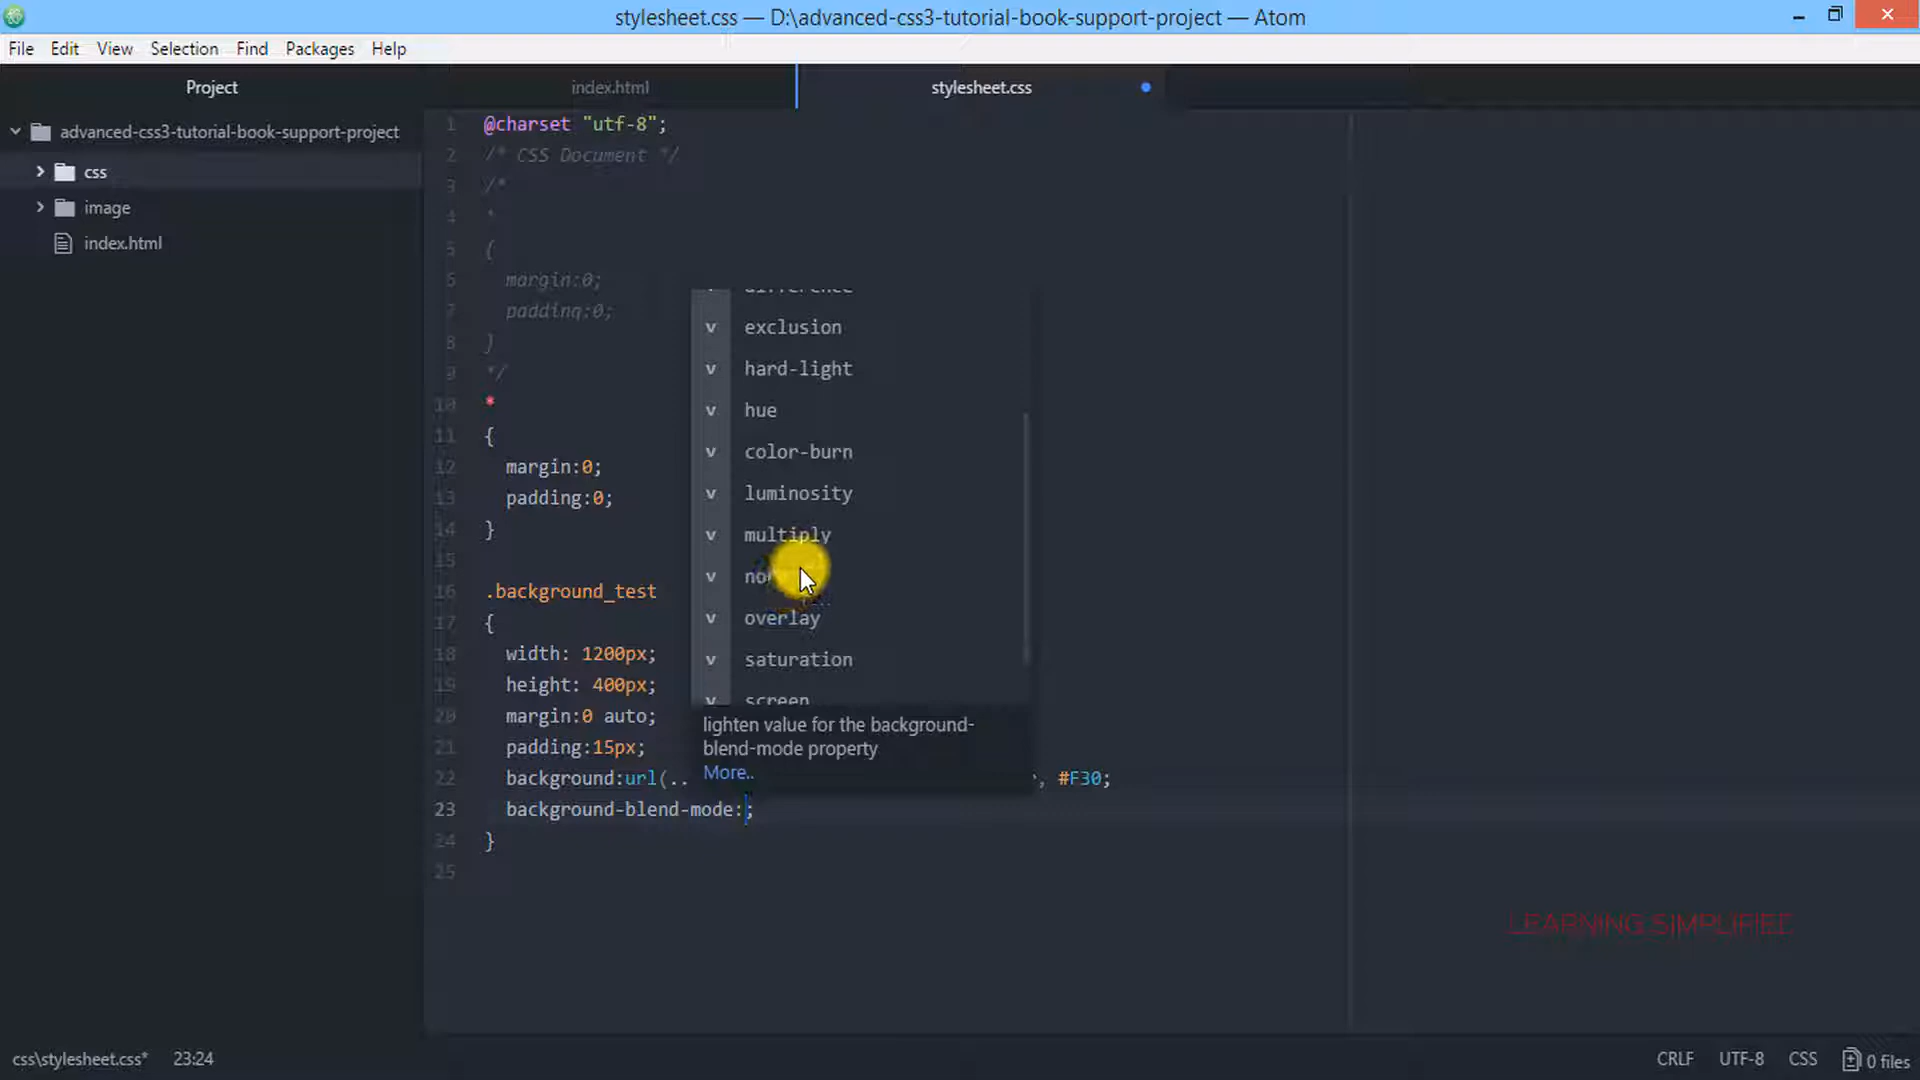 stylesheet.css — D:\advanced-css3-tutorial-book-support-project — Atom
File Edit View Selection Find Packages Help
Project
index.html
stylesheet.css
advanced-css3-tutorial-book-support-project
css
image
index.html
1 @charset "utf-8";
2 /* CSS Document */
3 /*
4 *
5 {
6 margin:0;
7 padding:0;
8 }
9 */
10 *
11 {
12 margin:0;
13 padding:0;
14 }
15
16 .background_test
17 {
18 width: 1200px;
19 height: 400px;
20 margin:0 auto;
21 padding:15px;
22 background:url(.. , #F30;
23 background-blend-mode:;
24 }
25
v difference
v exclusion
v hard-light
v hue
v color-burn
v luminosity
v multiply
v
v overlay
v saturation
v screen
lighten value for the background-
blend-mode property
More..
LEARNING SIMPLIFIED
css\stylesheet.css* 23:24
CRLF UTF-8 CSS 0 files